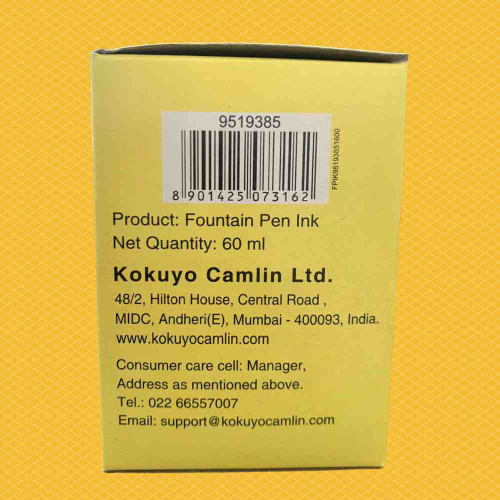 9519385
8 901425 073162
FPIK95193851600
Product: Fountain Pen Ink
Net Quantity: 60 ml
Kokuyo Camlin Ltd.
48/2, Hilton House, Central Road ,
MIDC, Andheri(E), Mumbai - 400093, India.
www.kokuyocamlin.com
Consumer care cell: Manager,
Address as mentioned above.
Tel.: 022 66557007
Email: support@kokuyocamlin.com